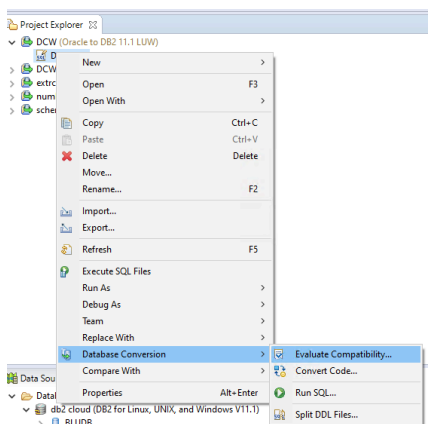 Project Explorer
DCW (Oracle to DB2 11.1 LUW)
D
DCW
extrc
num
sche
New
Open F3
Open With
Copy Ctrl+C
Paste Ctrl+V
Delete Delete
Move...
Rename... F2
Import...
Export...
Refresh F5
Execute SQL Files
Run As
Debug As
Team
Replace With
Database Conversion
Compare With
Properties Alt+Enter
Evaluate Compatibility...
Convert Code...
Run SQL...
Split DDL Files...
Data Sou
Datal
db2 cloud (DB2 for Linux, UNIX, and Windows V11.1)
BLUDB